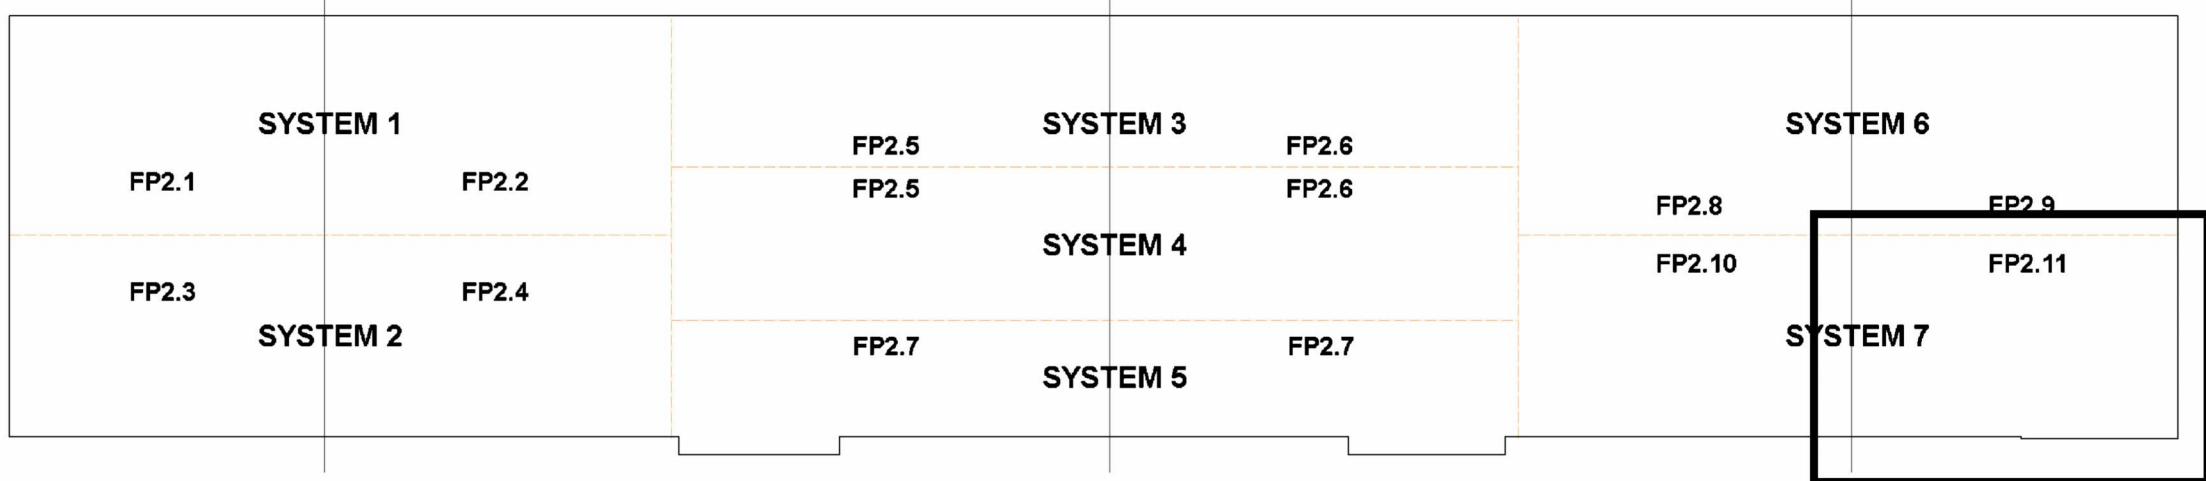 SYSTEM 1
SYSTEM 3
SYSTEM 6
FP2.5
FP2.6
FP2.1
FP2.2
FP2.5
FP2.6
FP2.8
FP2.9
SYSTEM 4
FP2.10
FP2.11
FP2.3
FP2.4
SYSTEM 2
FP2.7
FP2.7
SYSTEM 7
SYSTEM 5